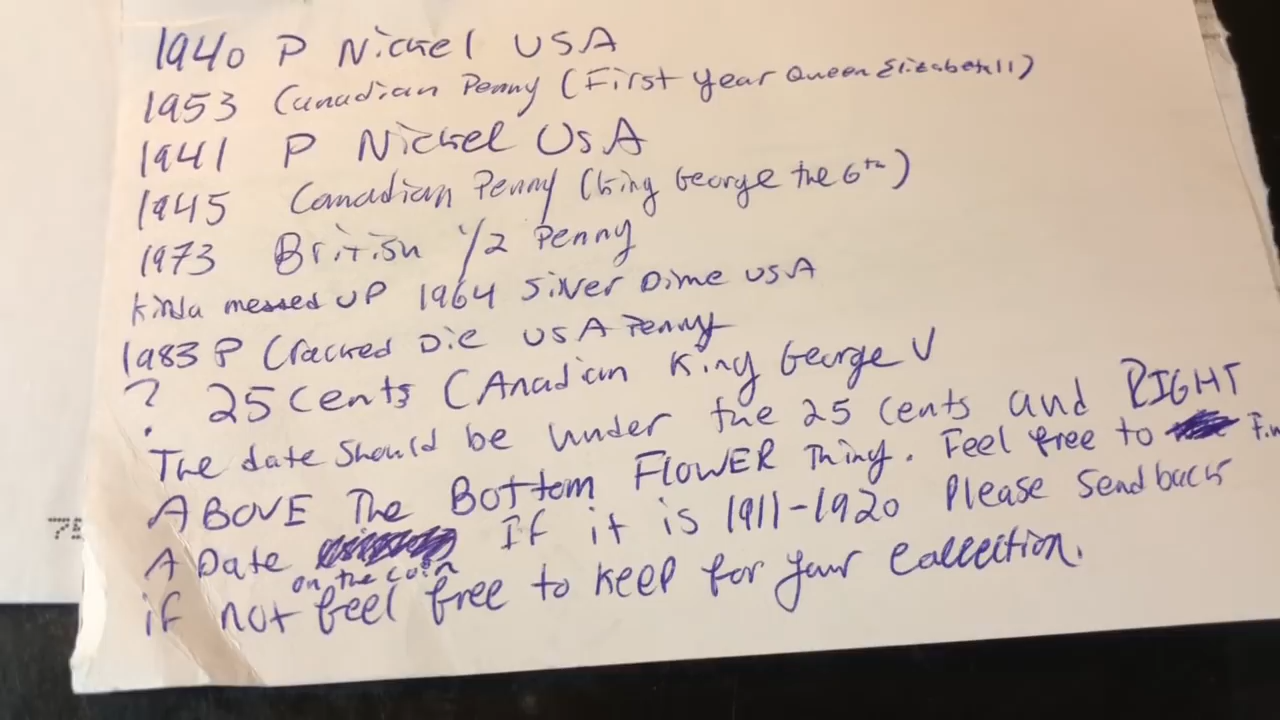 1940 P Nickel USA
1953 Canadian Penny (First year Queen Elizabeth II)
1941 P Nickel USA
1945 Canadian Penny (King George the 6th)
1973 British 1/2 Penny
kinda messed up 1964 Silver Dime USA
1983 P Cracked Die USA Penny
? 25 Cents Canadian King George V
The date should be under the 25 cents and RIGHT
ABOVE The Bottom FLOWER Thing. Feel free to
A Date If it is 1911-1920 Please send back
on the coin
if not feel free to keep for your collection.
75